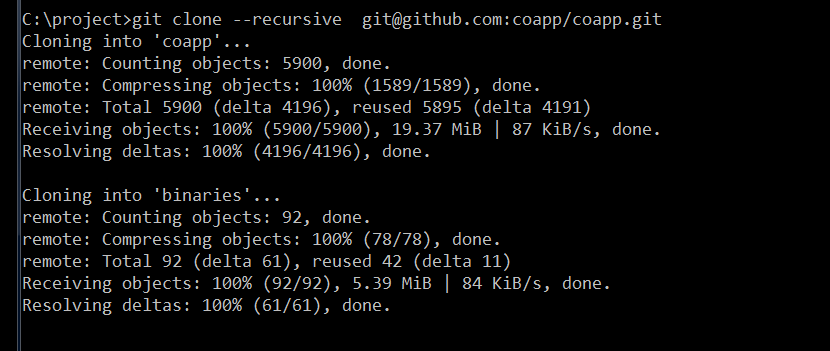 C:\project>git clone --recursive  git@github.com:coapp/coapp.git
Cloning into 'coapp'...
remote: Counting objects: 5900, done.
remote: Compressing objects: 100% (1589/1589), done.
remote: Total 5900 (delta 4196), reused 5895 (delta 4191)
Receiving objects: 100% (5900/5900), 19.37 MiB | 87 KiB/s, done.
Resolving deltas: 100% (4196/4196), done.
Cloning into 'binaries'...
remote: Counting objects: 92, done.
remote: Compressing objects: 100% (78/78), done.
remote: Total 92 (delta 61), reused 42 (delta 11)
Receiving objects: 100% (92/92), 5.39 MiB | 84 KiB/s, done.
Resolving deltas: 100% (61/61), done.